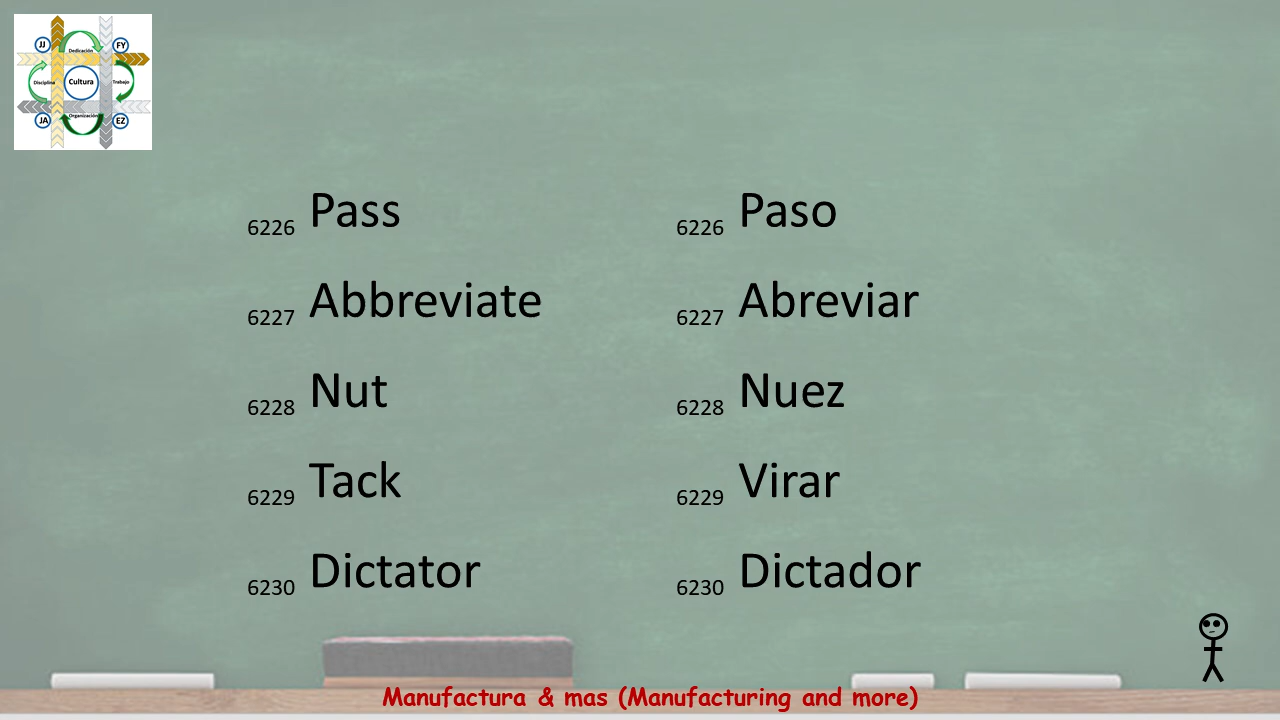 JJ
FY
Dedicación
Disciplina
Cultura
Trabajo
Organización
JA
EZ
6226 Pass 6226 Paso
6227 Abbreviate 6227 Abreviar
6228 Nut 6228 Nuez
6229 Tack 6229 Virar
6230 Dictator 6230 Dictador
Manufactura & mas (Manufacturing and more)